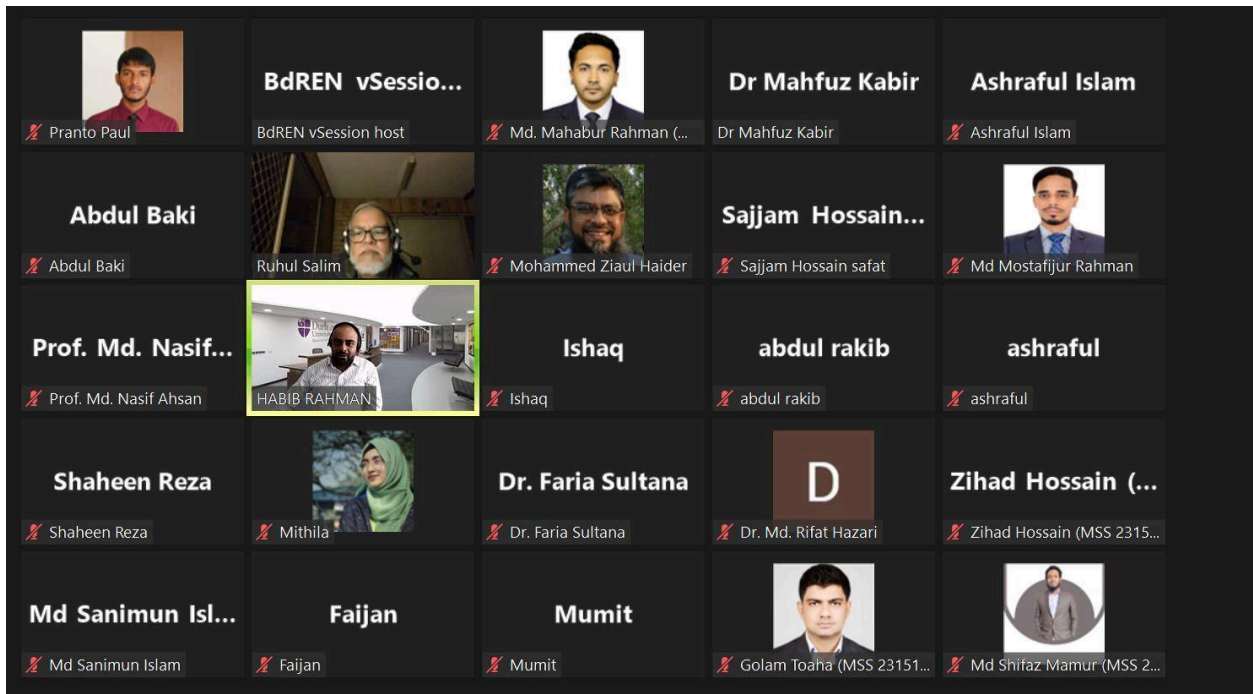 Pranto Paul
BdREN vSessio...
BdREN vSession host
Md. Mahabur Rahman (...
Dr Mahfuz Kabir
Dr Mahfuz Kabir
Ashraful Islam
Ashraful Islam
Abdul Baki
Abdul Baki
Ruhul Salim
Mohammed Ziaul Haider
Sajjam Hossain...
Sajjam Hossain safat
Md Mostafijur Rahman
Prof. Md. Nasif...
Prof. Md. Nasif Ahsan
HABIB RAHMAN
Ishaq
Ishaq
abdul rakib
abdul rakib
ashraful
ashraful
Shaheen Reza
Shaheen Reza
Mithila
Dr. Faria Sultana
Dr. Faria Sultana
D
Dr. Md. Rifat Hazari
Zihad Hossain (...
Zihad Hossain (MSS 2315...
Md Sanimun Isl...
Md Sanimun Islam
Faijan
Faijan
Mumit
Mumit
Golam Toaha (MSS 23151...
Md Shifaz Mamur (MSS 2...